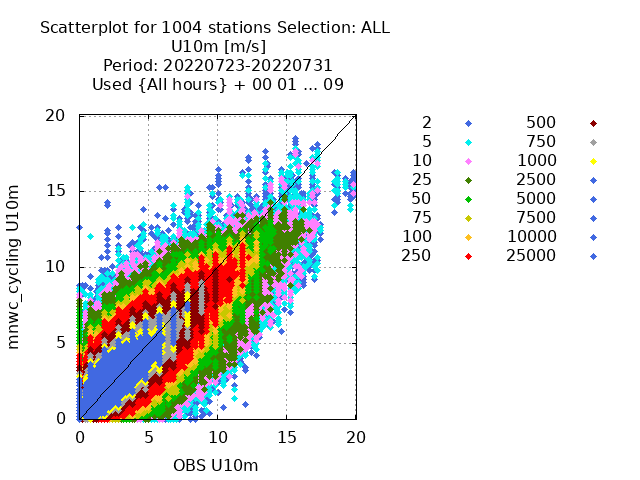 Scatterplot for 1004 stations Selection: ALL
U10m [m/s]
Period: 20220723-20220731
Used {All hours} + 00 01 ... 09
2 500
5 750
10 1000
25 2500
50 5000
75 7500
100 10000
250 25000
20
15
10
5
0
mnwc_cycling U10m
0 5 10 15 20
OBS U10m